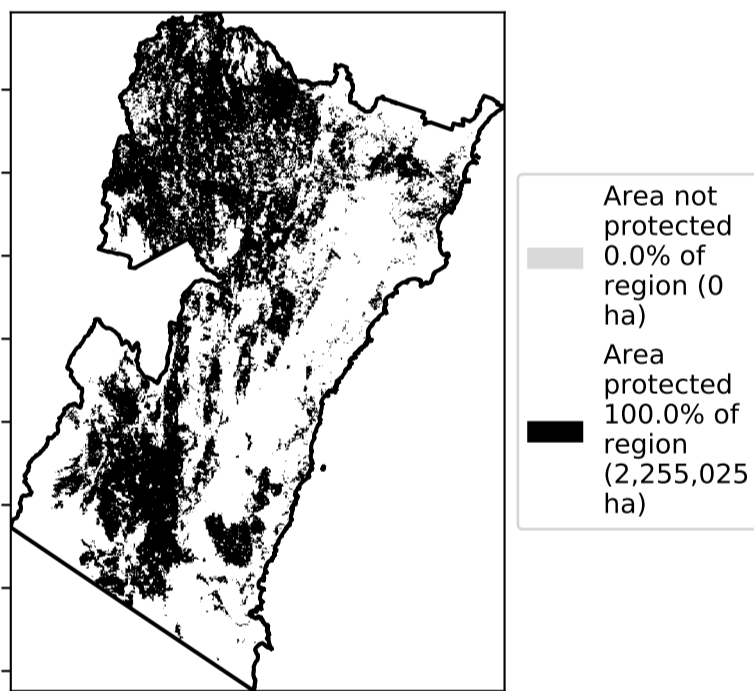 Area not
protected
0.0% of
region (0
ha)
Area
protected
100.0% of
region
(2,255,025
ha)